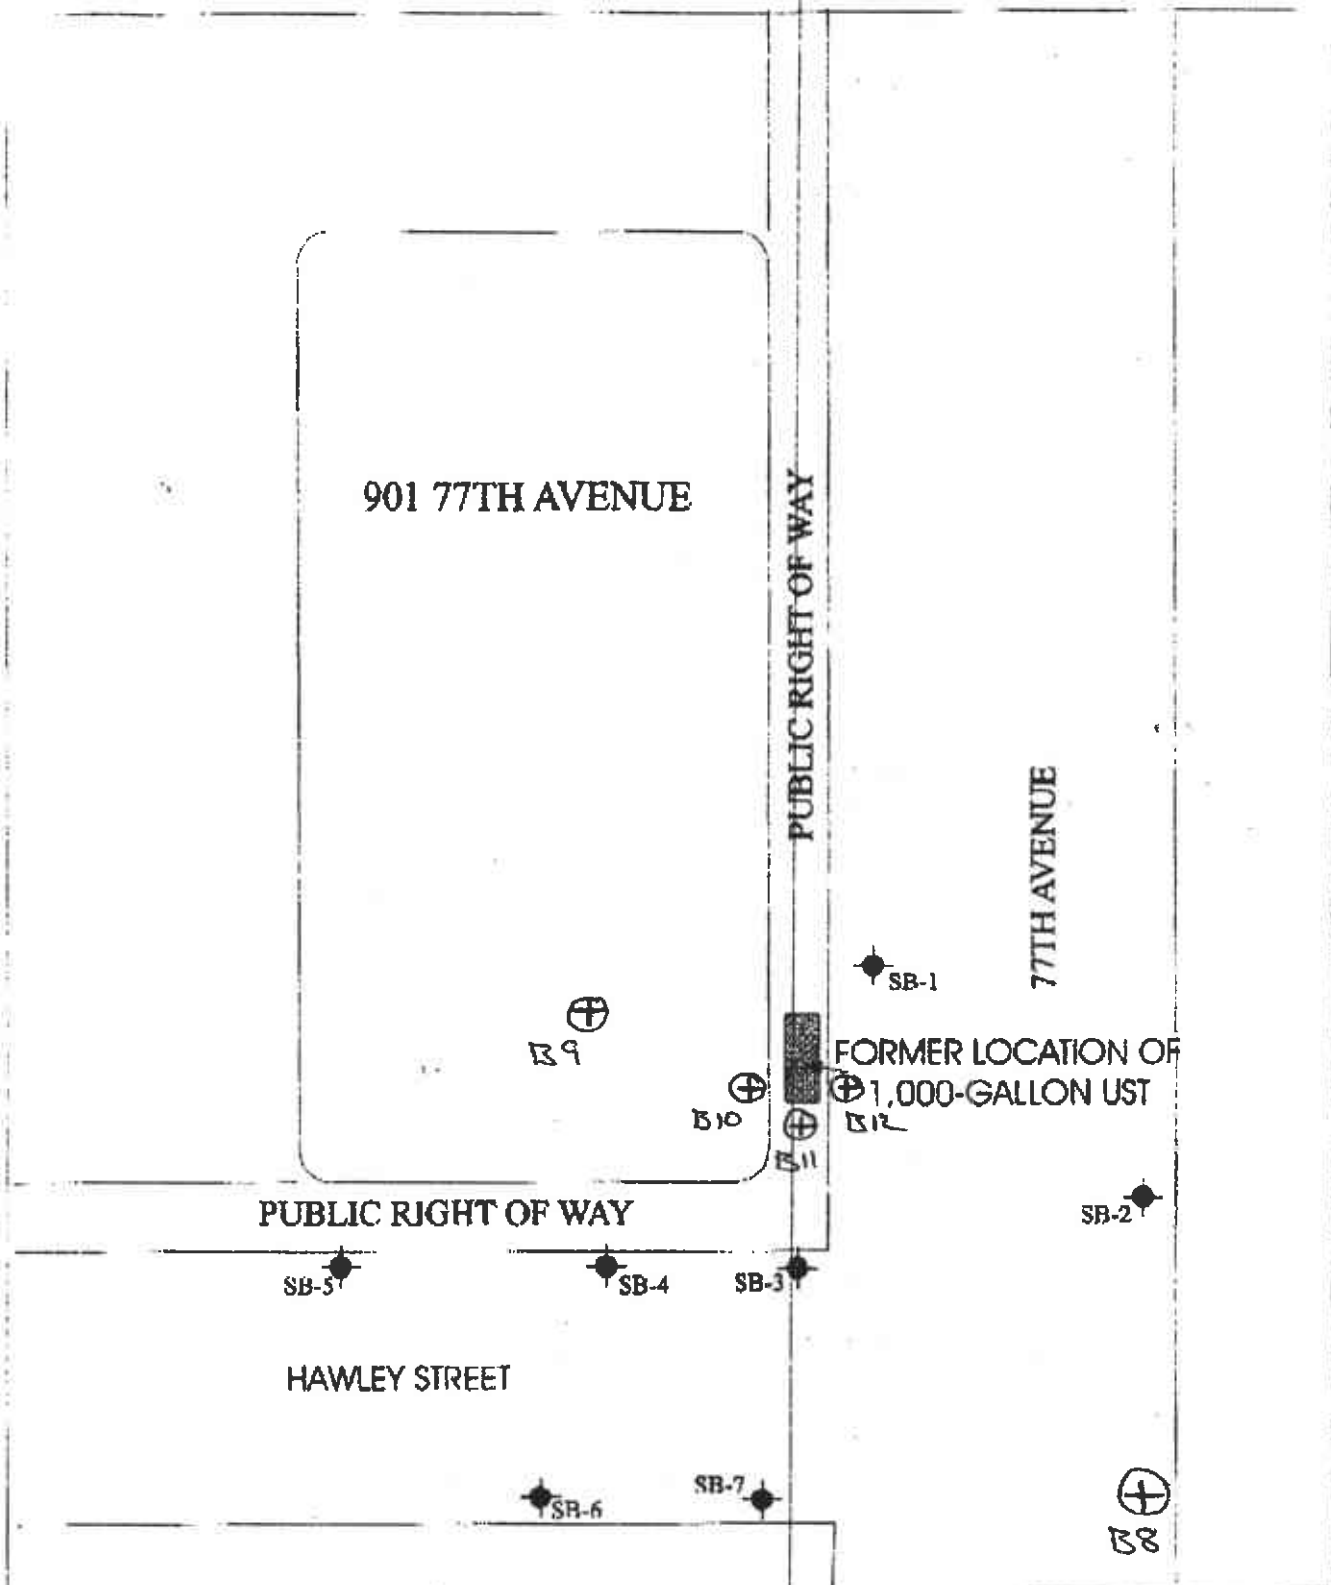 901 77TH AVENUE
PUBLIC RIGHT OF WAY
77TH AVENUE
SB-1
B9
FORMER LOCATION OF
1,000-GALLON UST
B10
B12
B11
PUBLIC RIGHT OF WAY
SB-2
SB-5
SB-4
SB-3
HAWLEY STREET
SB-7
SB-6
B8